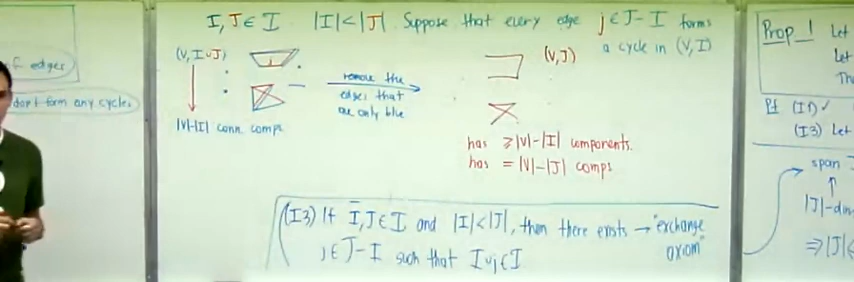 of edges
don't form any cycles
I, J ∈ I  |I| < |J|  Suppose that every edge j ∈ J - I forms
a cycle in (V, I)
(V, I ∪ J)
|V|-|I| conn. comps
remove the
edges that
are only blue
(V, J)
has ≥ |V|-|I| components.
has = |V|-|J| comps
(I3) If I, J ∈ I and |I| < |J|, then there exists → "exchange
axiom"
j ∈ J - I such that I ∪ j ∈ I
Prop 1 Let
Let
Pf (I1) ✓
(I3) Let
span
|J|-dim
⇒ |J| ≤